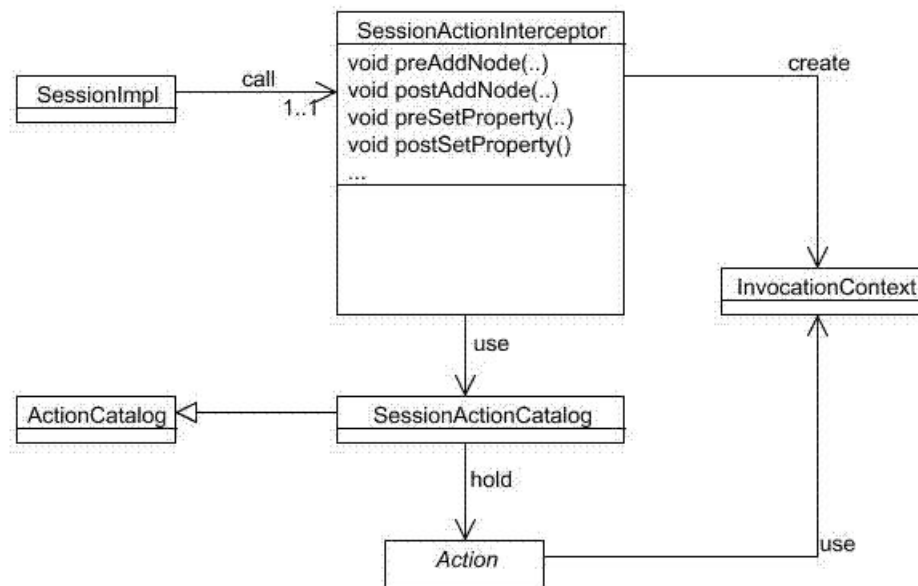 SessionActionInterceptor
void preAddNode(..)
void postAddNode(..)
void preSetProperty(..)
void postSetProperty()
...
SessionImpl
call
1..1
create
InvocationContext
use
ActionCatalog
SessionActionCatalog
hold
Action
use